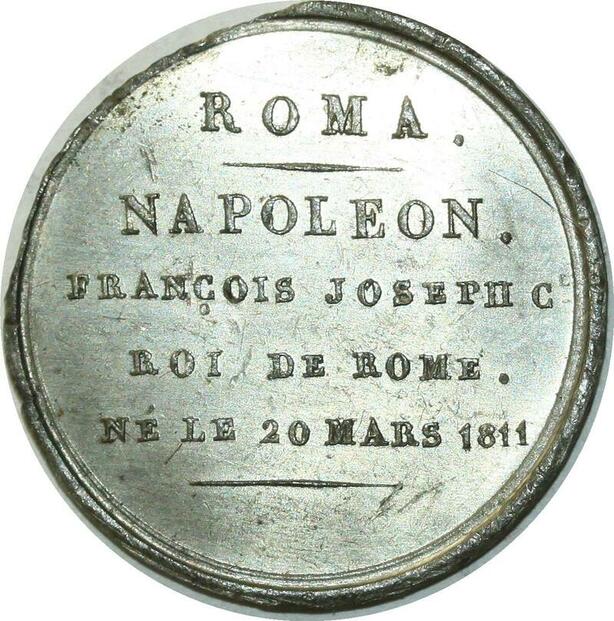 ROMA.
NAPOLEON.
FRANÇOIS JOSEPH C
ROI DE ROME.
NÉ LE 20 MARS 1811